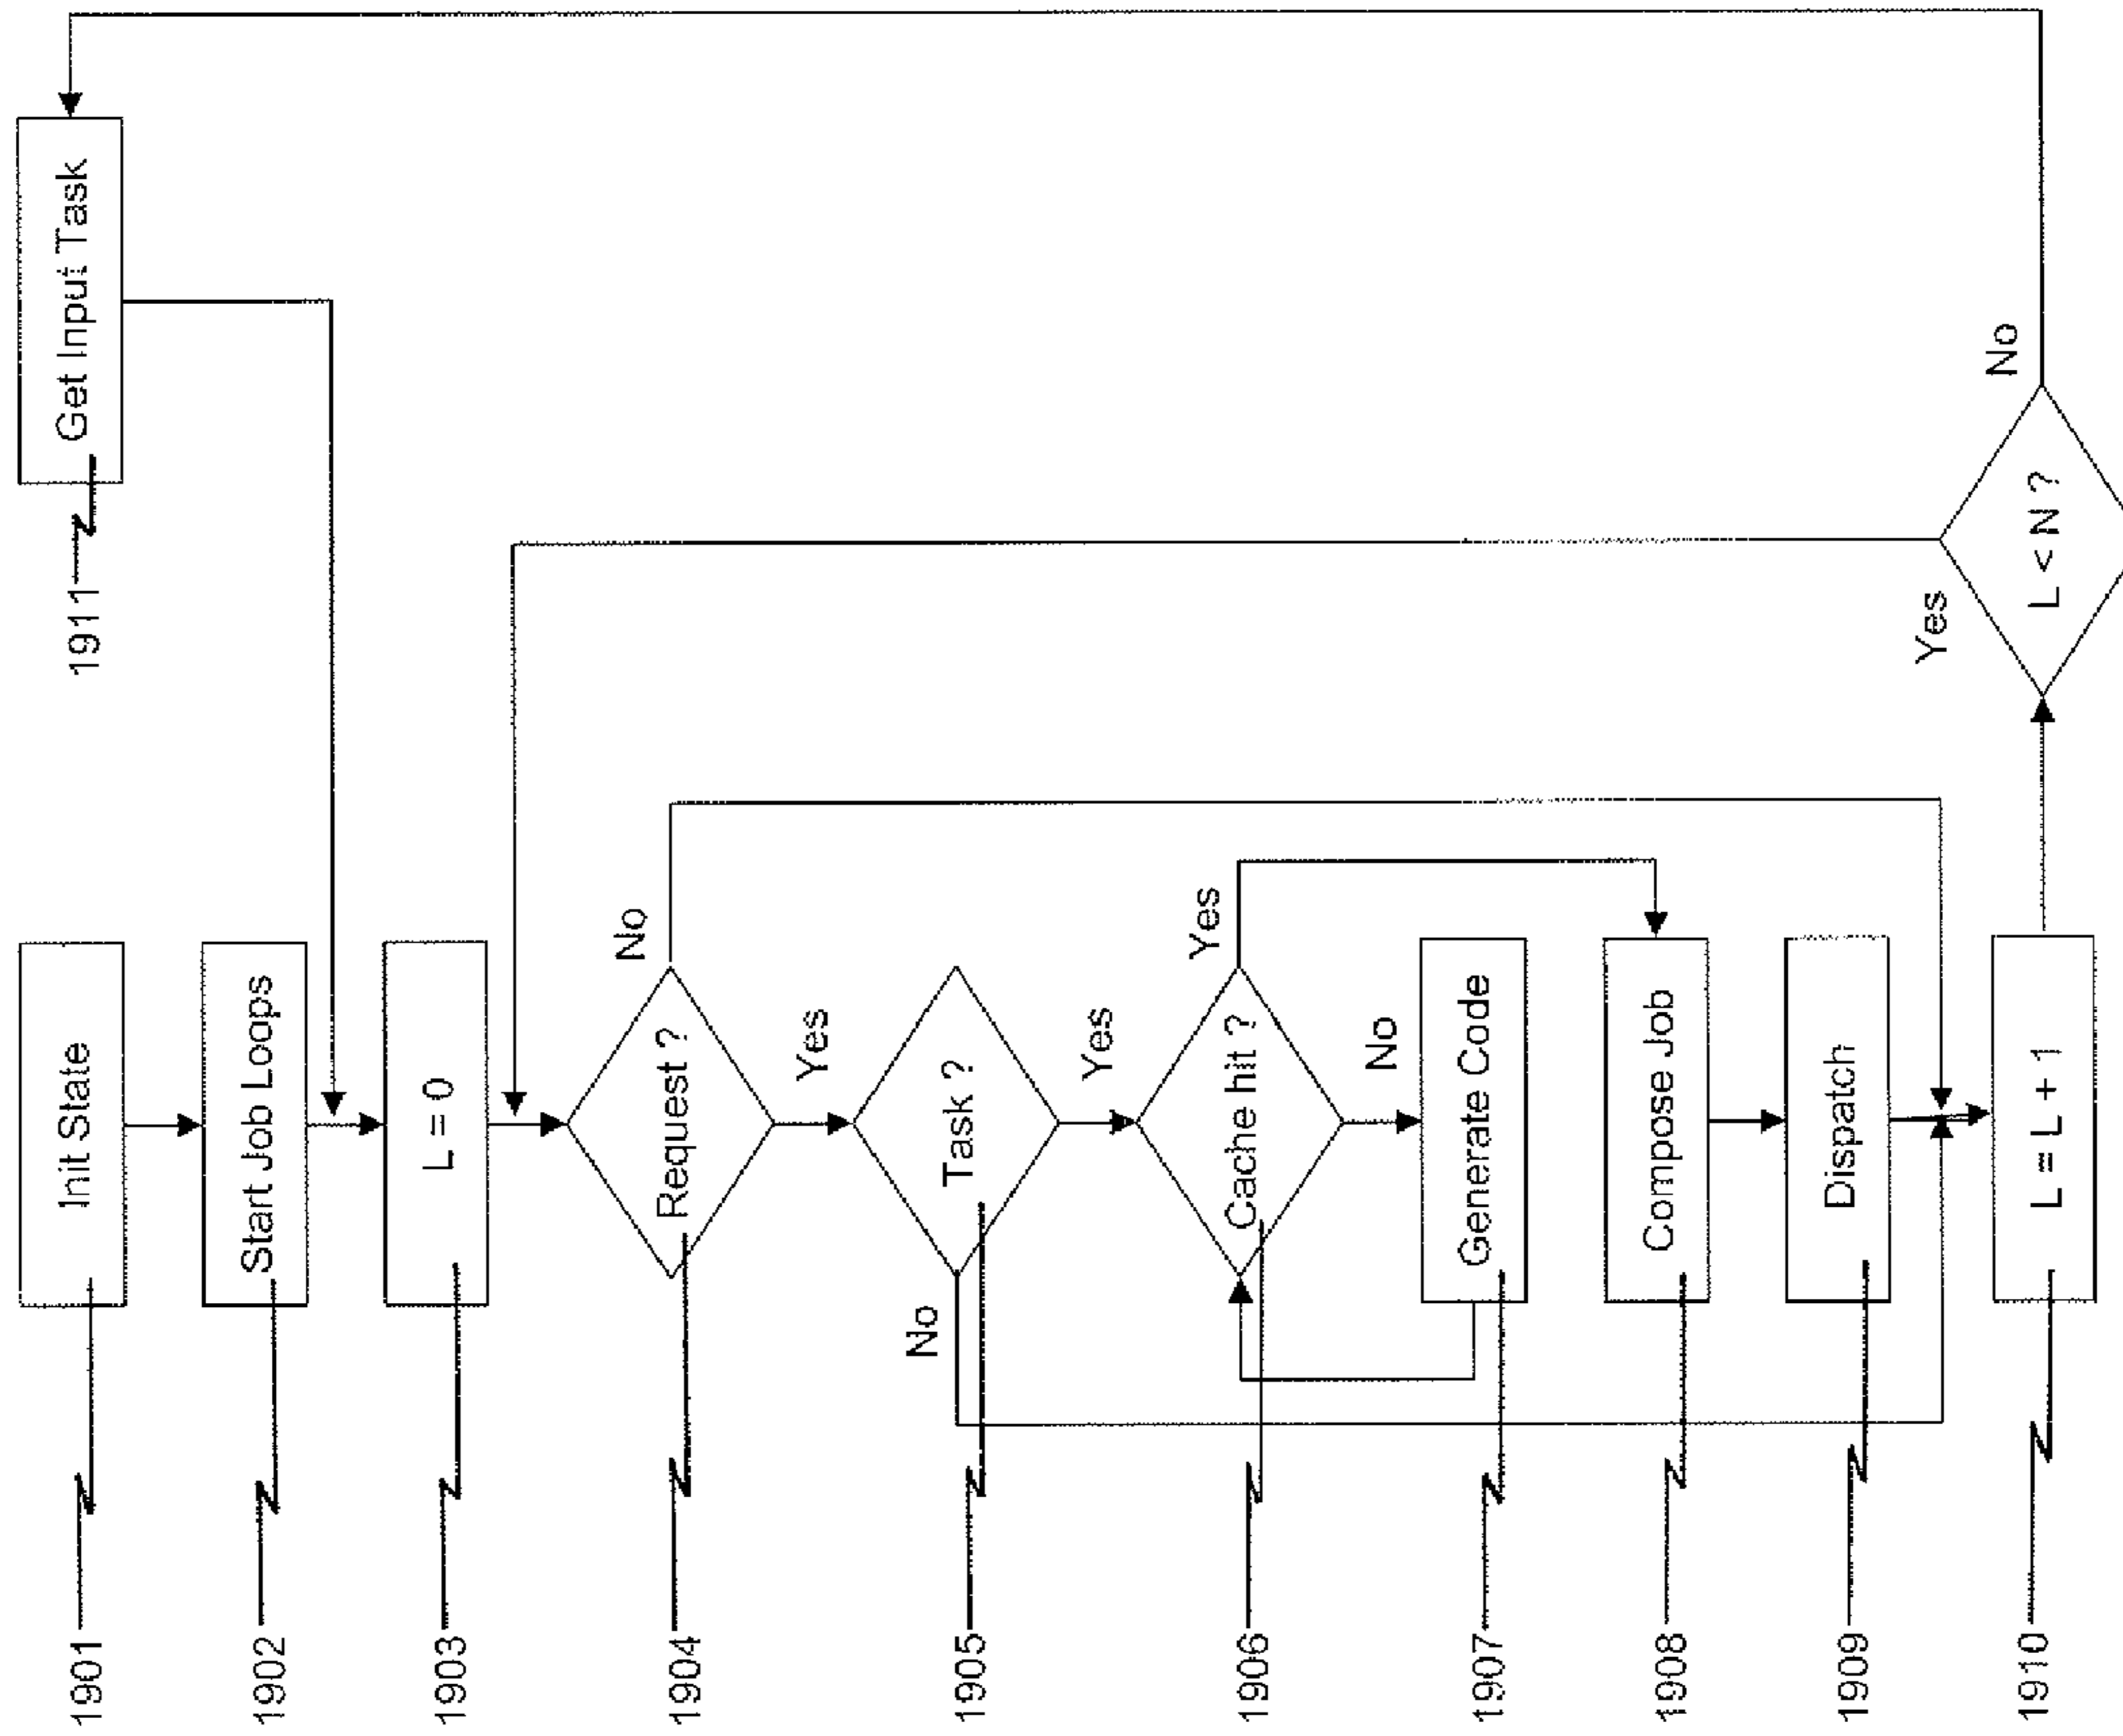 1901
Init State
1902
Start Job Loops
1903
L = 0
1904
Request ?
No
Yes
1905
Task ?
No
Yes
1906
Cache hit ?
Yes
No
1907
Generate Code
1908
Compose Job
1909
Dispatch
1910
L = L + 1
L < N ?
Yes
No
1911
Get Input Task